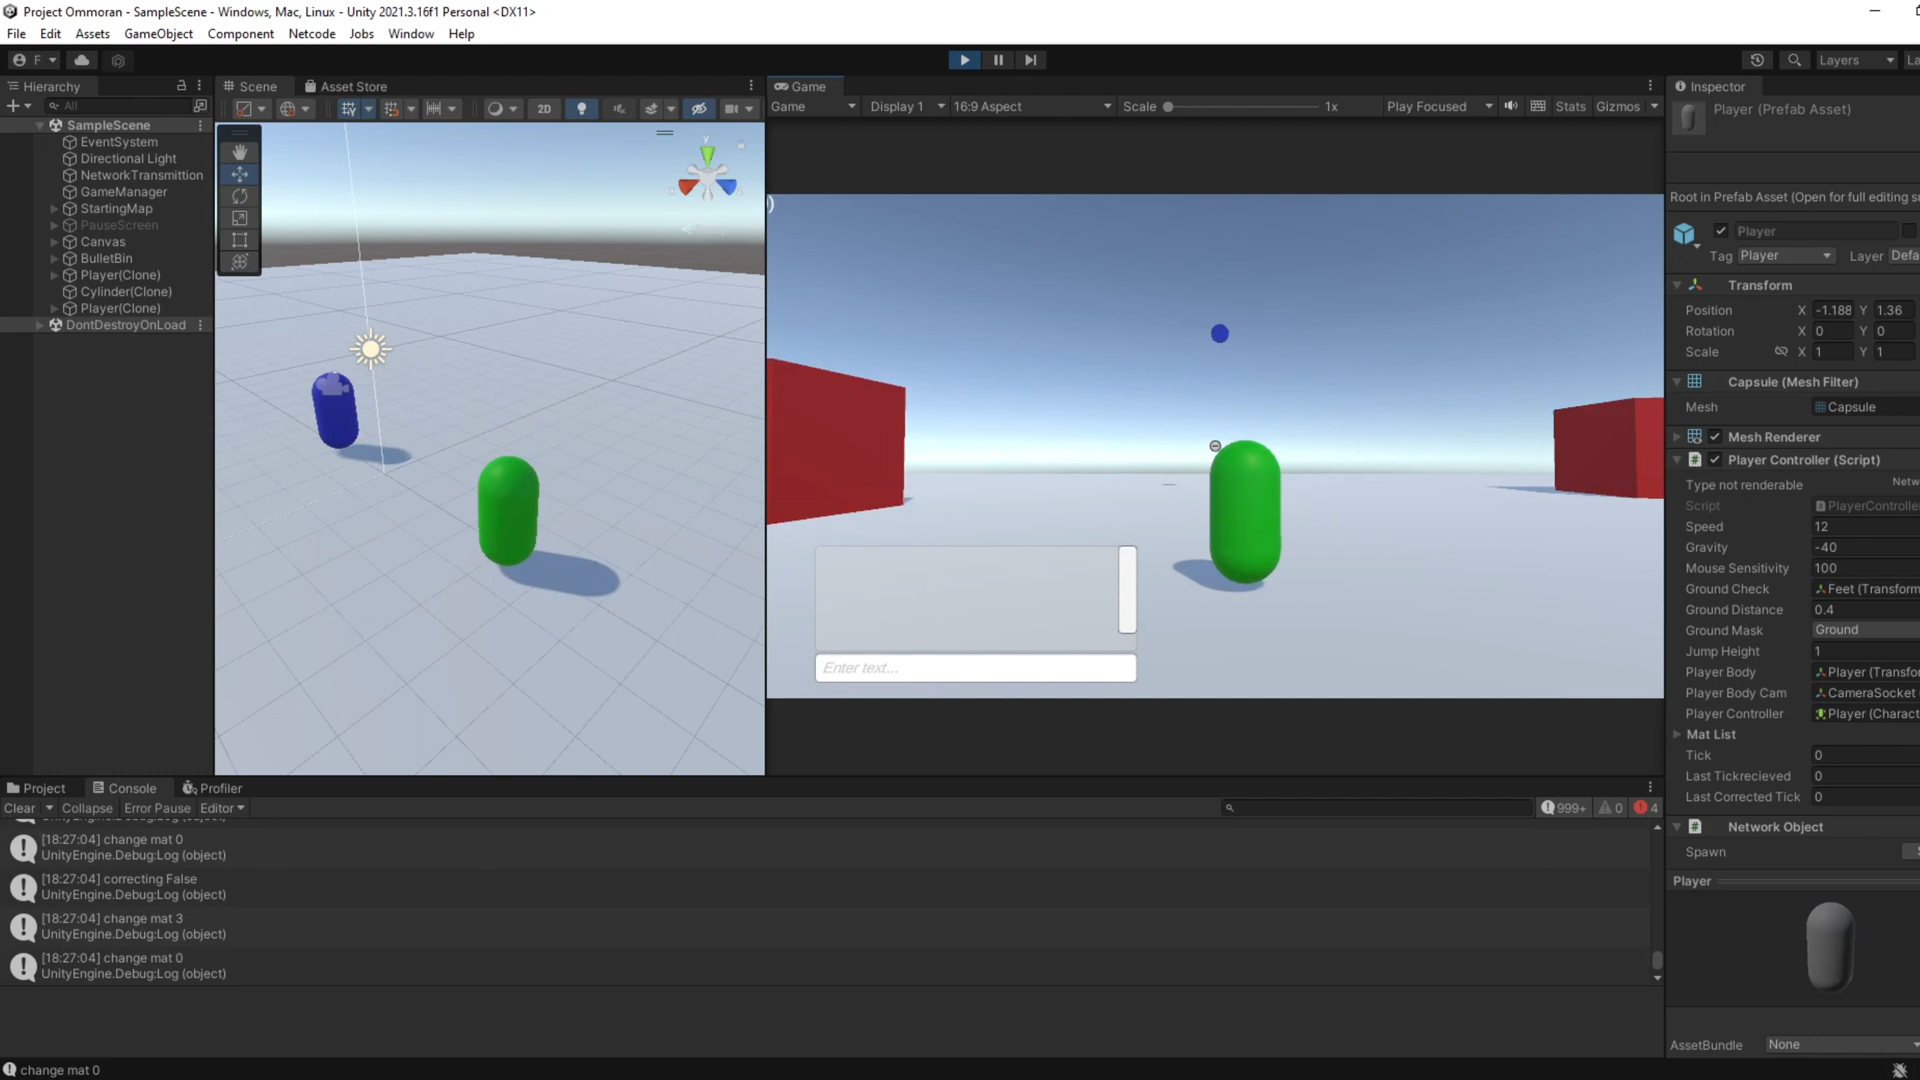 Project Ommoran - SampleScene - Windows, Mac, Linux - Unity 2021.3.16f1 Personal <DX11>
File Edit Assets GameObject Component Netcode Jobs Window Help
F Layers La
Hierarchy
All
SampleScene
EventSystem
Directional Light
NetworkTransmittion
GameManager
StartingMap
PauseScreen
Canvas
BulletBin
Player(Clone)
Cylinder(Clone)
Player(Clone)
DontDestroyOnLoad
Scene Asset Store
2D
y
Game
Game Display 1 16:9 Aspect Scale 1x Play Focused Stats Gizmos
)
Enter text...
Inspector
Player (Prefab Asset)
Root in Prefab Asset (Open for full editing su
Player
Tag Player Layer Defa
Transform
Position X -1.188 Y 1.36
Rotation X 0 Y 0
Scale X 1 Y 1
Capsule (Mesh Filter)
Mesh Capsule
Mesh Renderer
Player Controller (Script)
Type not renderable Netw
Script PlayerControlle
Speed 12
Gravity -40
Mouse Sensitivity 100
Ground Check Feet (Transform
Ground Distance 0.4
Ground Mask Ground
Jump Height 1
Player Body Player (Transfo
Player Body Cam CameraSocket
Player Controller Player (Charact
Mat List
Tick 0
Last Tickrecieved 0
Last Corrected Tick 0
Network Object
Spawn
Player
AssetBundle None
Project Console Profiler
Clear Collapse Error Pause Editor 999+ 0 4
UnityEngine.Debug:Log (object)
[18:27:04] change mat 0
UnityEngine.Debug:Log (object)
[18:27:04] correcting False
UnityEngine.Debug:Log (object)
[18:27:04] change mat 3
UnityEngine.Debug:Log (object)
[18:27:04] change mat 0
UnityEngine.Debug:Log (object)
change mat 0